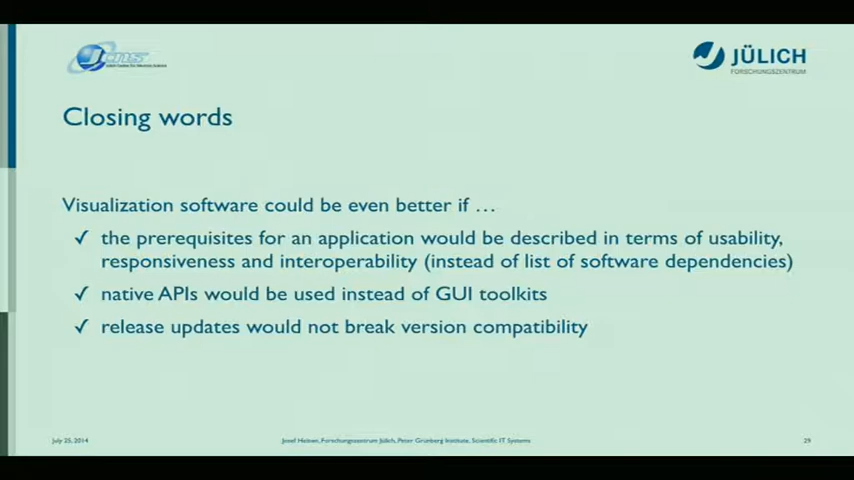 JCNS
JÜLICH
FORSCHUNGSZENTRUM
Closing words
Visualization software could be even better if …
✓ the prerequisites for an application would be described in terms of usability,
responsiveness and interoperability (instead of list of software dependencies)
✓ native APIs would be used instead of GUI toolkits
✓ release updates would not break version compatibility
July 25, 2014
Josef Heinen, Forschungszentrum Jülich, Peter Grünberg Institute, Scientific IT Systems
29